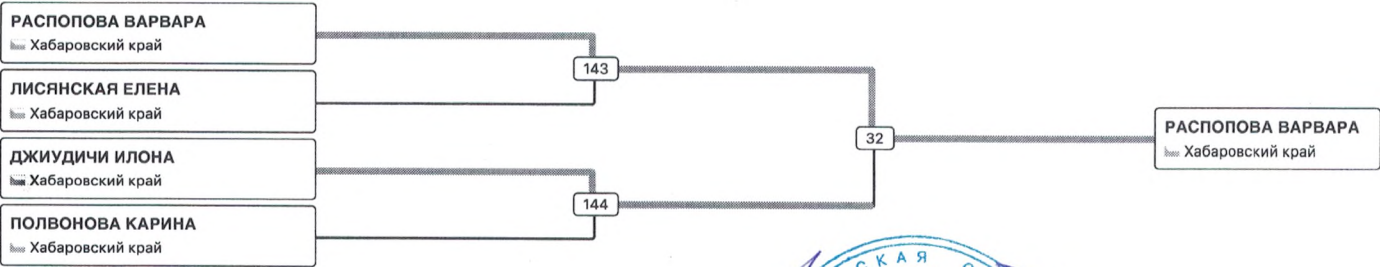 РАСПОПОВА ВАРВАРА
Хабаровский край
ЛИСЯНСКАЯ ЕЛЕНА
Хабаровский край
ДЖИУДИЧИ ИЛОНА
Хабаровский край
ПОЛВОНОВА КАРИНА
Хабаровский край
143
144
32
РАСПОПОВА ВАРВАРА
Хабаровский край